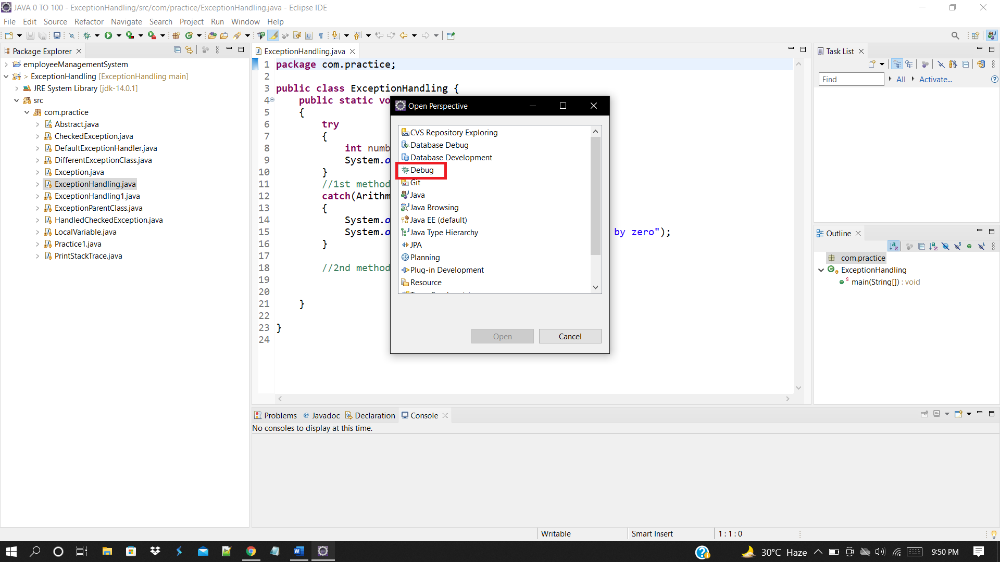 JAVA 0 TO 100 - ExceptionHandling/src/com/practice/ExceptionHandling.java - Eclipse IDE
File Edit Source Refactor Navigate Search Project Run Window Help
Package Explorer
employeeManagementSystem
> ExceptionHandling [ExceptionHandling main]
JRE System Library [jdk-14.0.1]
src
com.practice
Abstract.java
CheckedException.java
DefaultExceptionHandler.java
DifferentExceptionClass.java
Exception.java
ExceptionHandling.java
ExceptionHandling1.java
ExceptionParentClass.java
HandledCheckedException.java
LocalVariable.java
Practice1.java
PrintStackTrace.java
ExceptionHandling.java
1 package com.practice;
2
3 public class ExceptionHandling {
4 public static vo
5 {
6 try
7 {
8 int numb
9 System.o
10 }
11 //1st method
12 catch(Arithm
13 {
14 System.o
15 System.o by zero");
16 }
17
18 //2nd method
19
20
21 }
22
23 }
24
Open Perspective
CVS Repository Exploring
Database Debug
Database Development
Debug
Git
Java
Java Browsing
Java EE (default)
Java Type Hierarchy
JPA
Planning
Plug-in Development
Resource
Open Cancel
Task List
Find All Activate...
Outline
com.practice
ExceptionHandling
main(String[]) : void
Problems @ Javadoc Declaration Console
No consoles to display at this time.
Writable Smart Insert 1 : 1 : 0
30°C Haze 9:50 PM